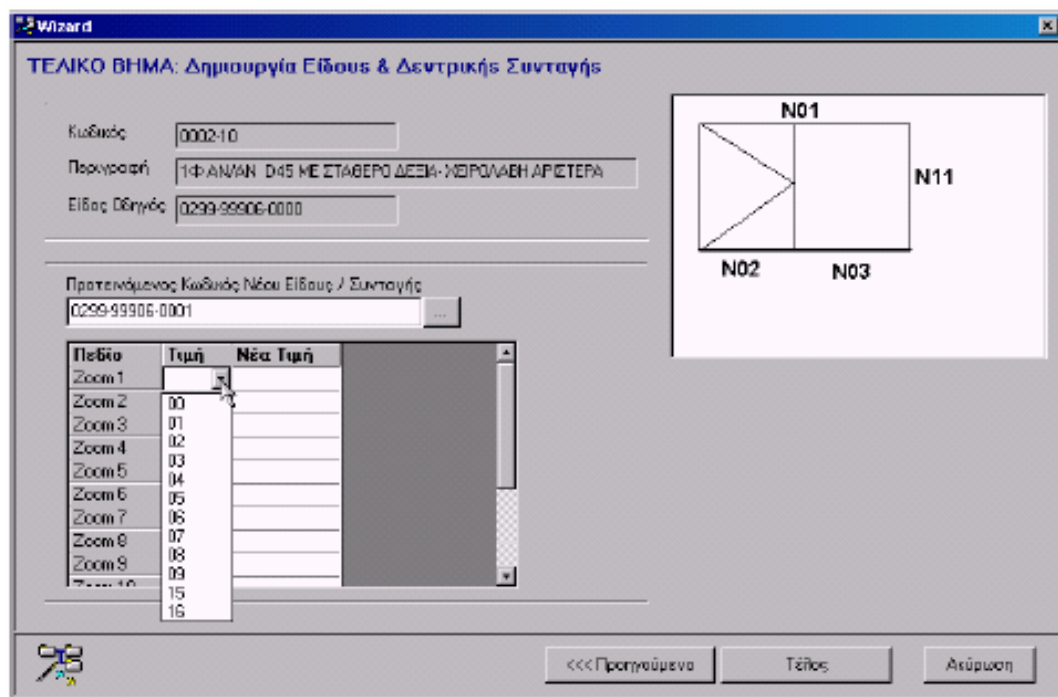 Wizard
ΤΕΛΙΚΟ ΒΗΜΑ: Δημιουργία Είδους & Δεντρικής Συνταγής
Κωδικός 0002-10
Περιγραφή 1Φ ΑΝ/ΑΝ D45 ΜΕ ΣΤΑΘΕΡΟ ΔΕΞΙΑ- ΧΕΙΡΟΛΑΒΗ ΑΡΙΣΤΕΡΑ
Είδος Οδηγός 0299-99906-0000
Προτεινόμενος Κωδικός Νέου Είδους / Συνταγής
0299-99906-0001 ...
Πεδίο Τιμή Νέα Τιμή
Zoom 1
Zoom 2 00
Zoom 3 01
Zoom 4 02
Zoom 5 03
Zoom 6 04
Zoom 7 05
Zoom 8 06
Zoom 9 07
Zoom 10 08
09
15
16
N01
N11
N02 N03
<<< Προηγούμενο Τέλος Ακύρωση